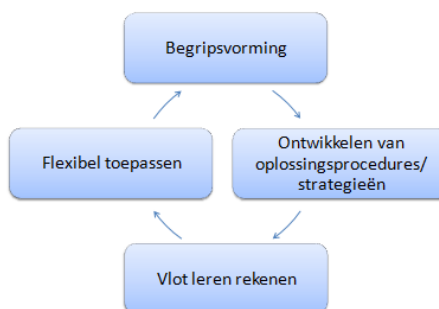 Begripsvorming
Ontwikkelen van
oplossingsprocedures/
strategieën
Flexibel toepassen
Vlot leren rekenen